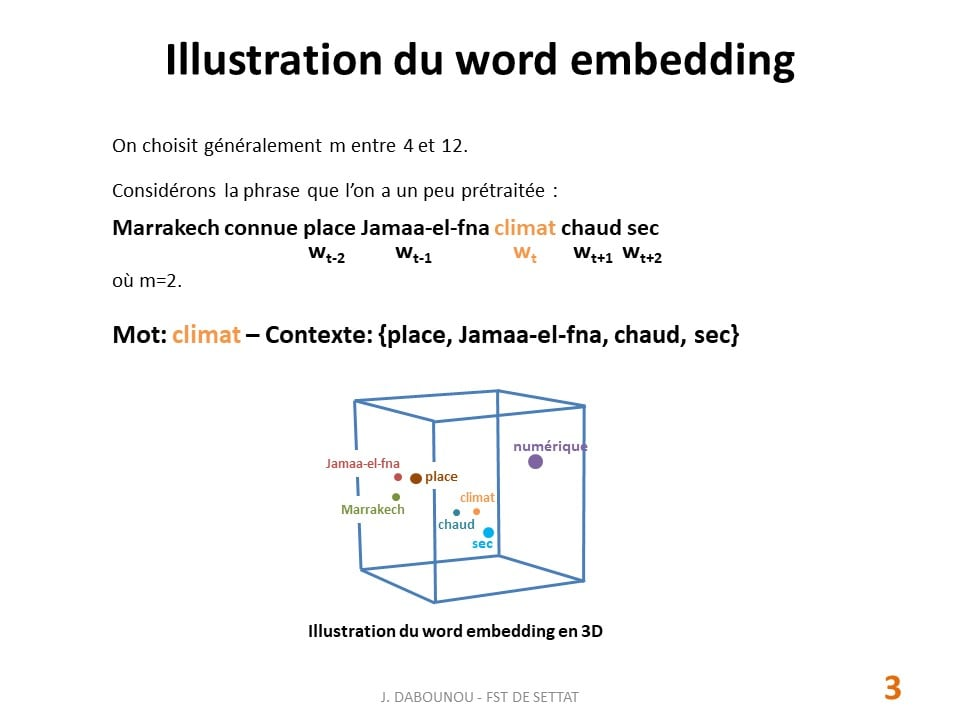 Illustration du word embedding
On choisit généralement m entre 4 et 12.
Considérons la phrase que l’on a un peu prétraitée :
Marrakech connue place Jamaa-el-fna climat chaud sec
wt-2 wt-1 wt wt+1 wt+2
où m=2.
Mot: climat – Contexte: {place, Jamaa-el-fna, chaud, sec}
numérique
Jamaa-el-fna
place
climat
Marrakech
chaud
sec
Illustration du word embedding en 3D
J. DABOUNOU - FST DE SETTAT
3